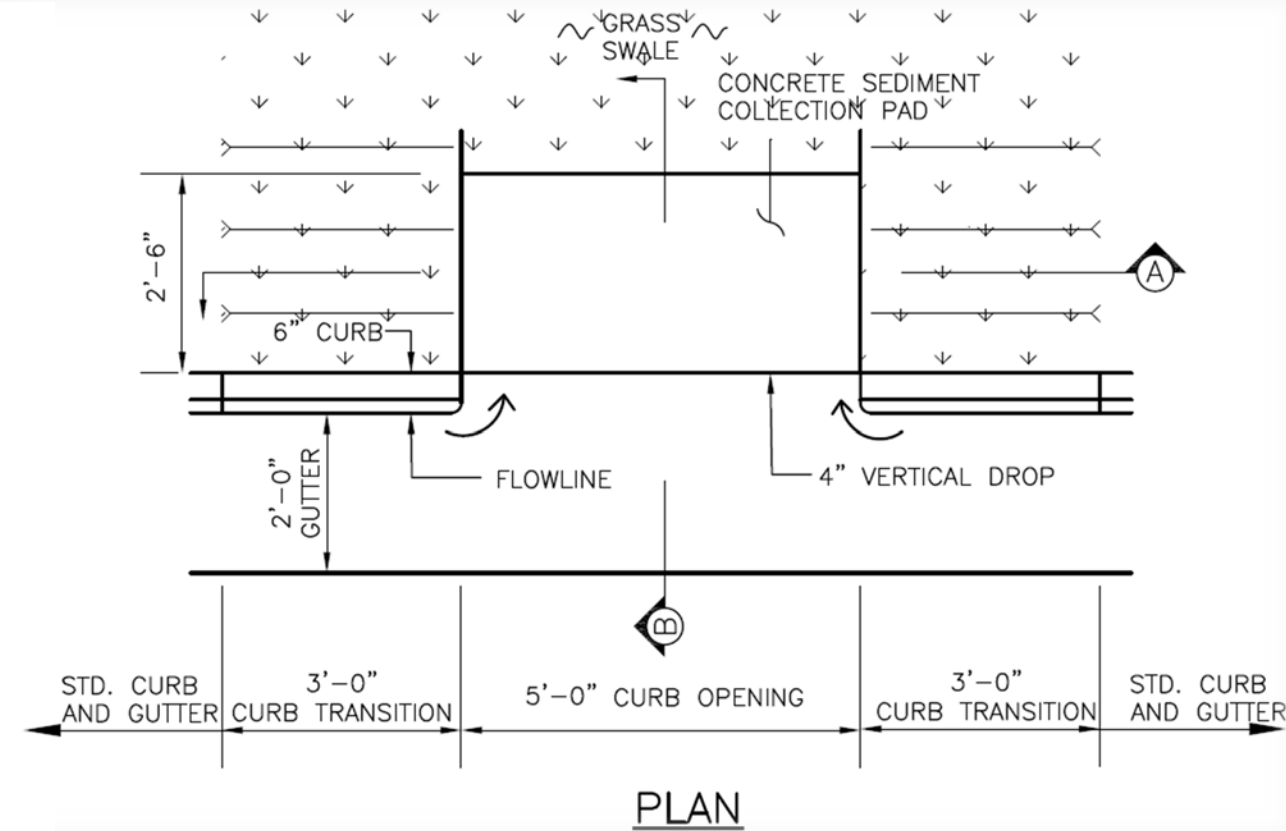 GRASS
SWALE
CONCRETE SEDIMENT
COLLECTION PAD
2'-6"
A
6" CURB
2'-0"
GUTTER
FLOWLINE
4" VERTICAL DROP
B
STD. CURB
AND GUTTER
3'-0"
CURB TRANSITION
5'-0" CURB OPENING
3'-0"
CURB TRANSITION
STD. CURB
AND GUTTER
PLAN